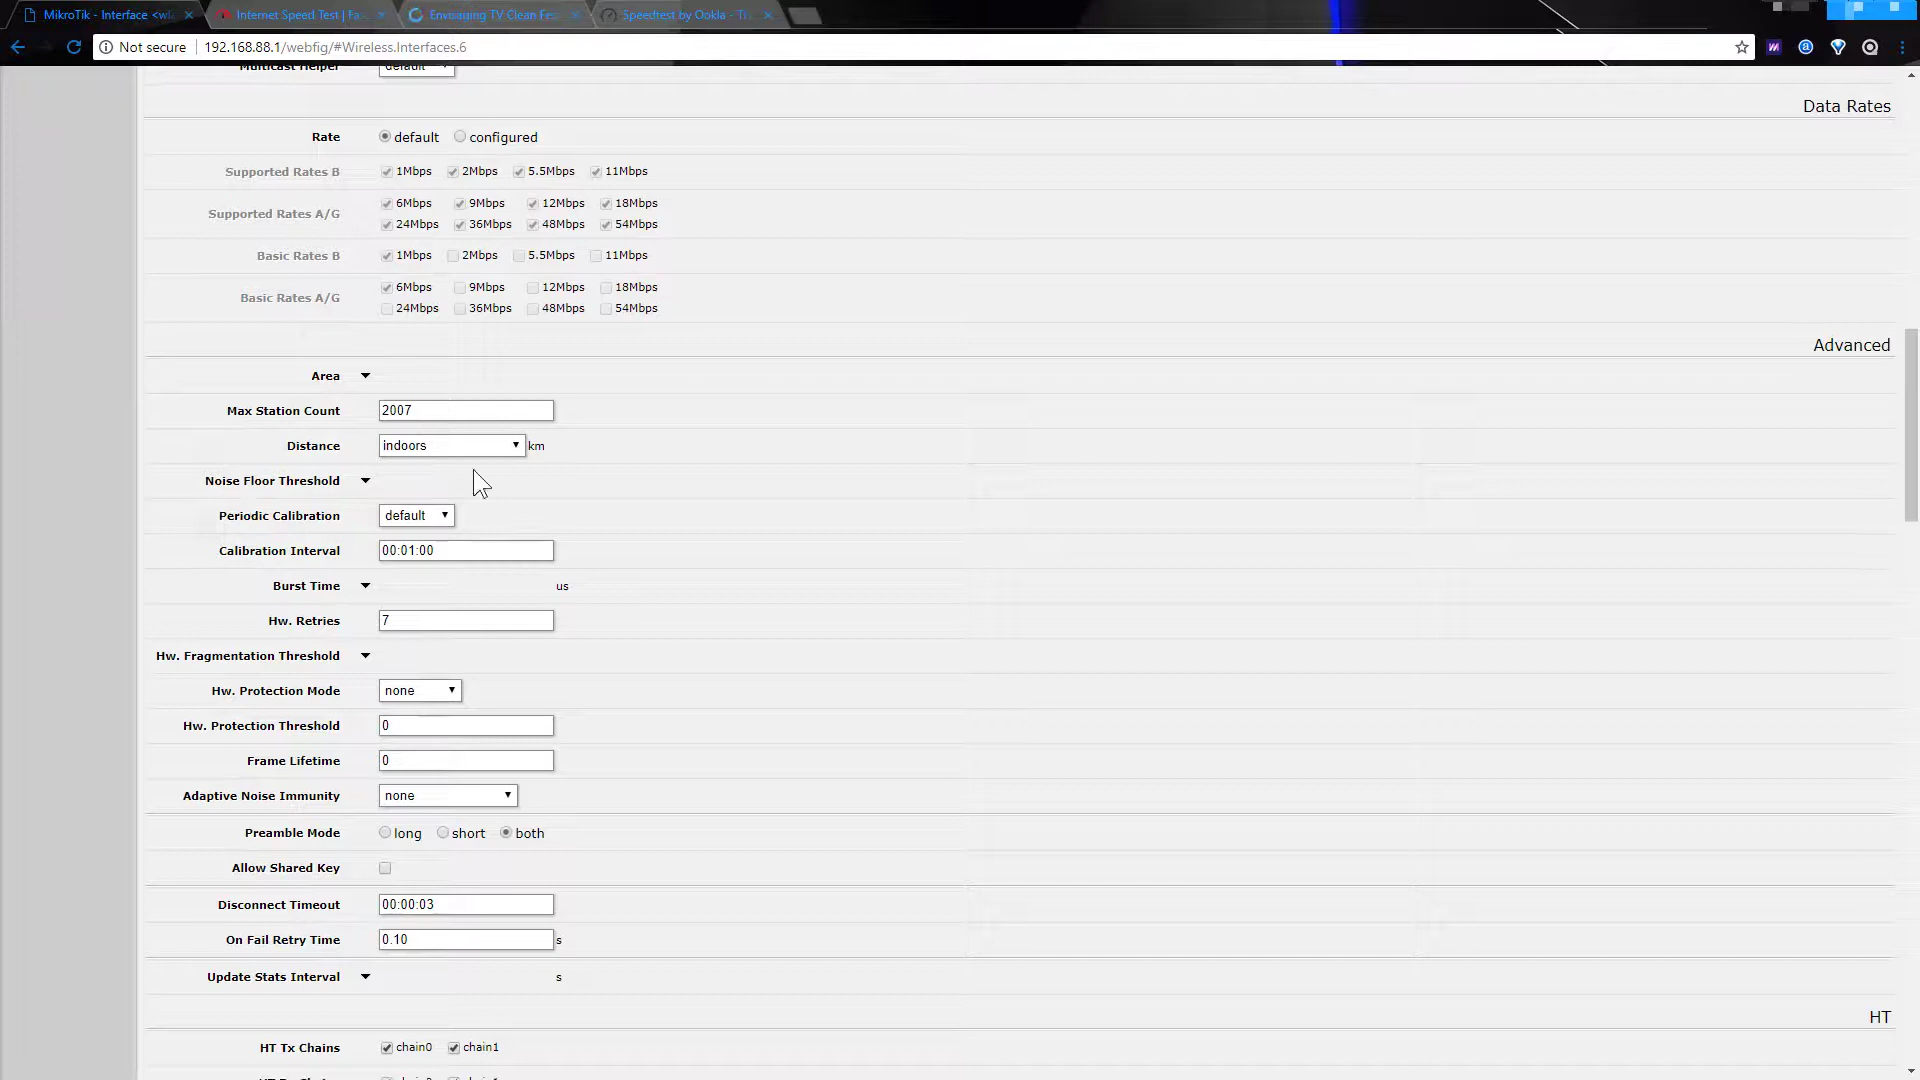 MikroTik - Interface <wl
Internet Speed Test | Fa
Envisaging TV Clean Fe
Speedtest by Ookla - T
Not secure
192.168.88.1/webfig/#Wireless.Interfaces.6
Multicast Helper default
Data Rates
Rate default configured
Supported Rates B 1Mbps 2Mbps 5.5Mbps 11Mbps
Supported Rates A/G 6Mbps 9Mbps 12Mbps 18Mbps
24Mbps 36Mbps 48Mbps 54Mbps
Basic Rates B 1Mbps 2Mbps 5.5Mbps 11Mbps
Basic Rates A/G 6Mbps 9Mbps 12Mbps 18Mbps
24Mbps 36Mbps 48Mbps 54Mbps
Advanced
Area
Max Station Count 2007
Distance indoors km
Noise Floor Threshold
Periodic Calibration default
Calibration Interval 00:01:00
Burst Time us
Hw. Retries 7
Hw. Fragmentation Threshold
Hw. Protection Mode none
Hw. Protection Threshold 0
Frame Lifetime 0
Adaptive Noise Immunity none
Preamble Mode long short both
Allow Shared Key
Disconnect Timeout 00:00:03
On Fail Retry Time 0.10 s
Update Stats Interval s
HT
HT Tx Chains chain0 chain1